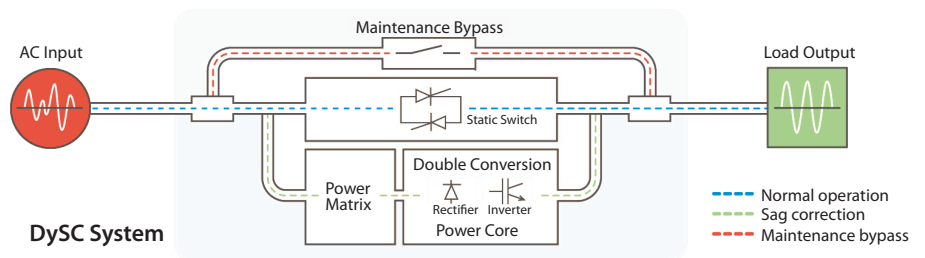 Maintenance Bypass
AC Input
Load Output
Static Switch
Double Conversion
Power
Matrix
Rectifier
Inverter
Power Core
Normal operation
Sag correction
Maintenance bypass
DySC System